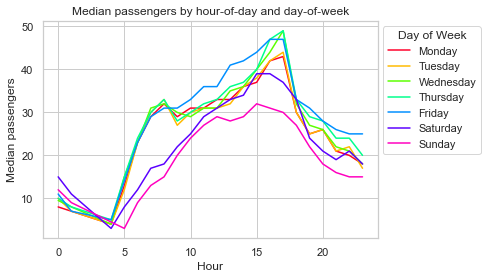 Median passengers by hour-of-day and day-of-week
Median passengers
50
40
30
20
10
0
5
10
15
20
Hour
Day of Week
Monday
Tuesday
Wednesday
Thursday
Friday
Saturday
Sunday